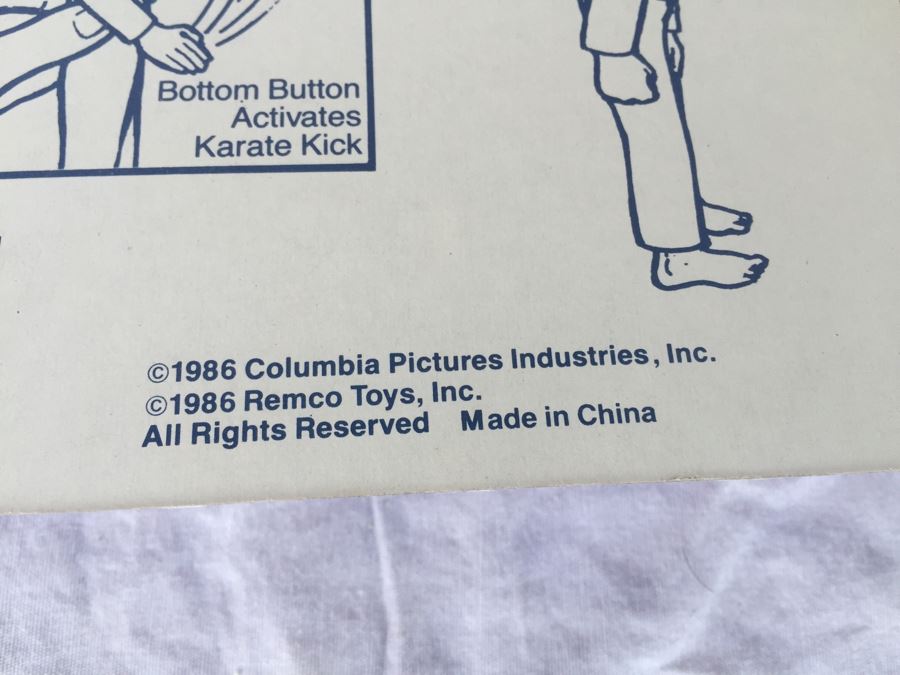 Bottom Button
Activates
Karate Kick
©1986 Columbia Pictures Industries, Inc.
©1986 Remco Toys, Inc.
All Rights Reserved Made in China